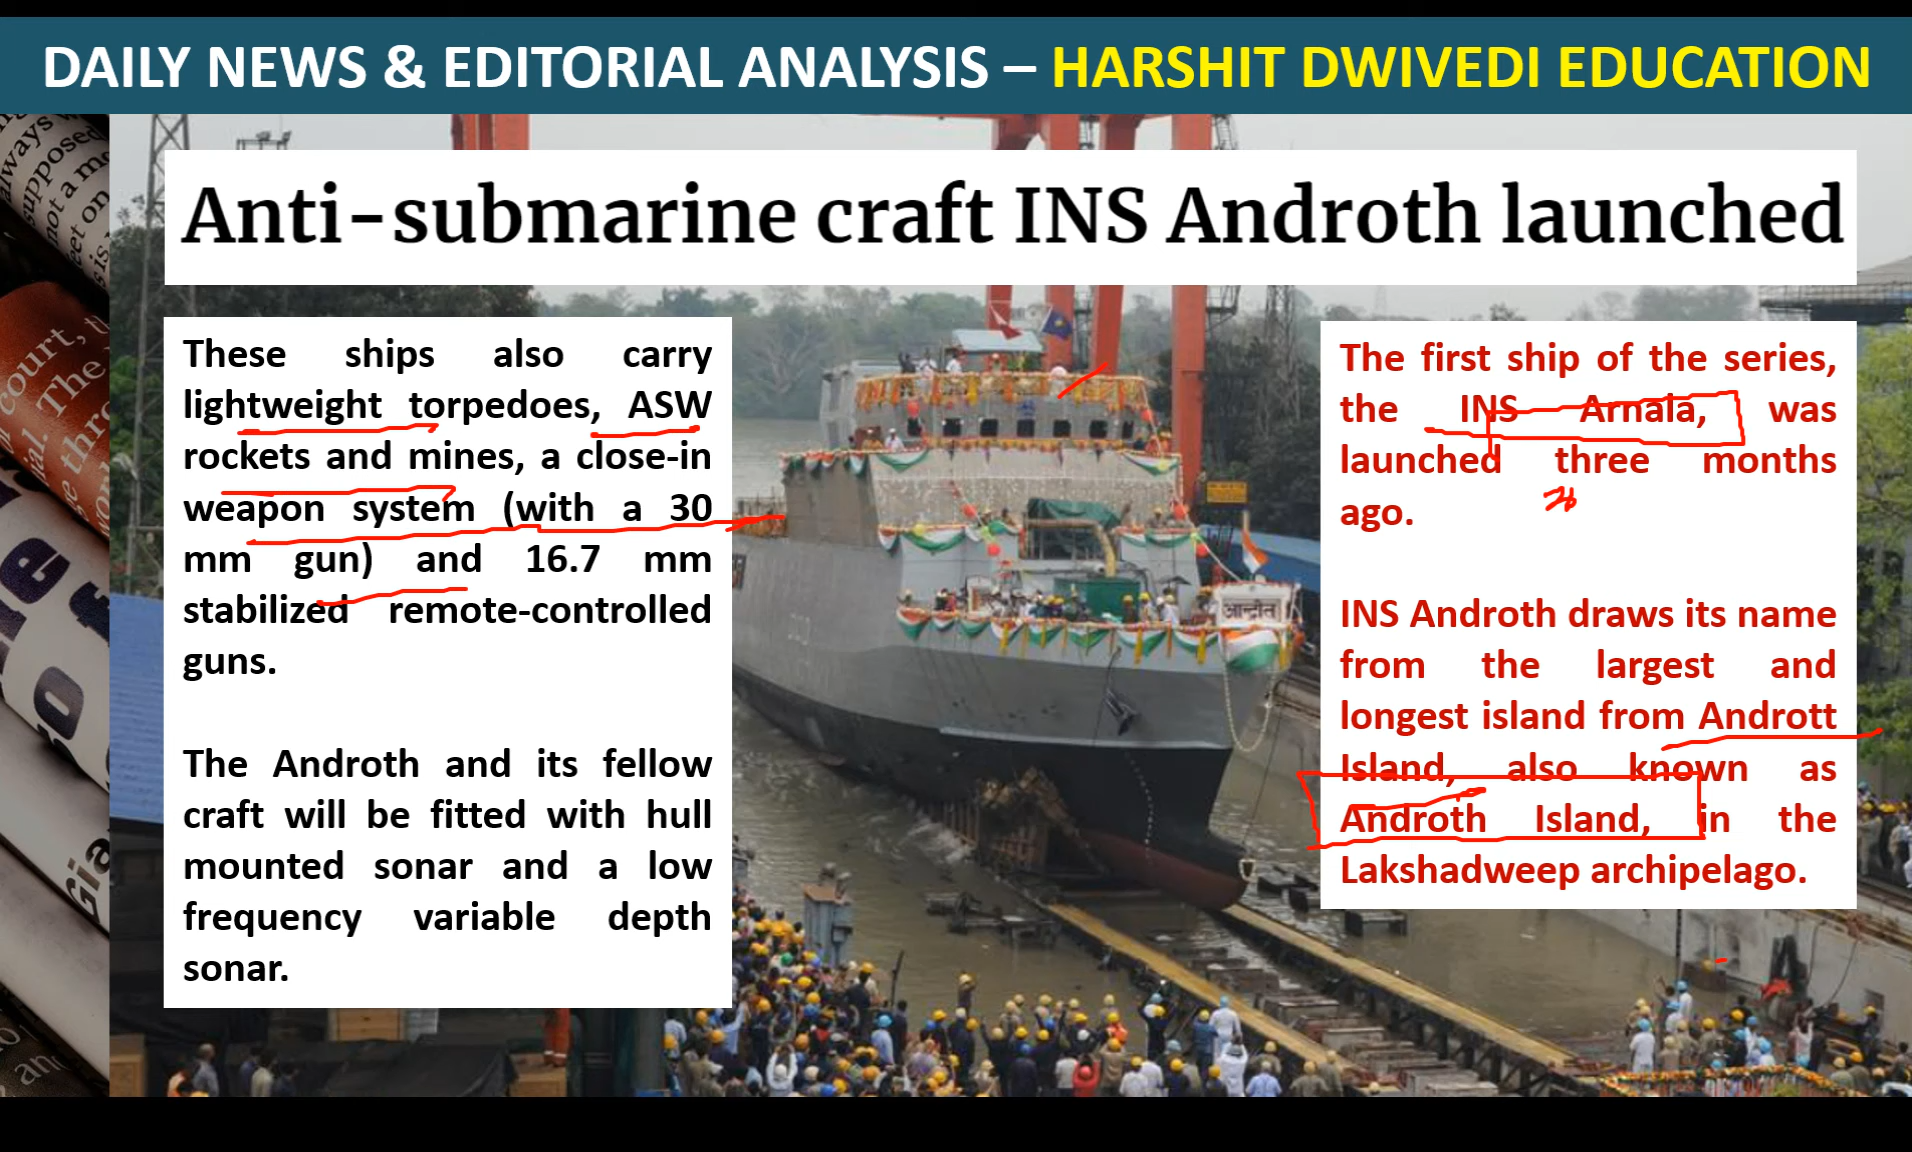 DAILY NEWS & EDITORIAL ANALYSIS – HARSHIT DWIVEDI EDUCATION
Anti-submarine craft INS Androth launched
These ships also carry
lightweight torpedoes, ASW
rockets and mines, a close-in
weapon system (with a 30
mm gun) and 16.7 mm
stabilized remote-controlled
guns.
The Androth and its fellow
craft will be fitted with hull
mounted sonar and a low
frequency variable depth
sonar.
The first ship of the series,
the INS Arnala, was
launched three months
ago.
INS Androth draws its name
from the largest and
longest island from Andrott
Island, also known as
Androth Island, in the
Lakshadweep archipelago.
always
supposed
not a
court,
The